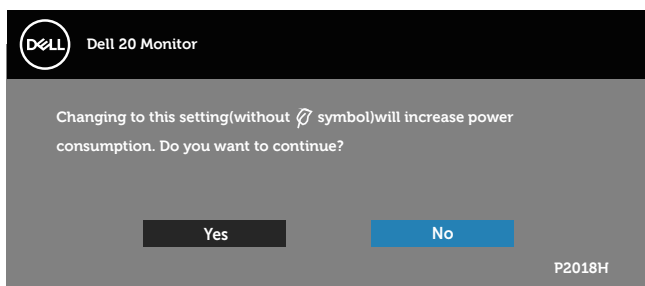 DELL
Dell 20 Monitor
Changing to this setting(without symbol)will increase power
consumption. Do you want to continue?
Yes No
P2018H